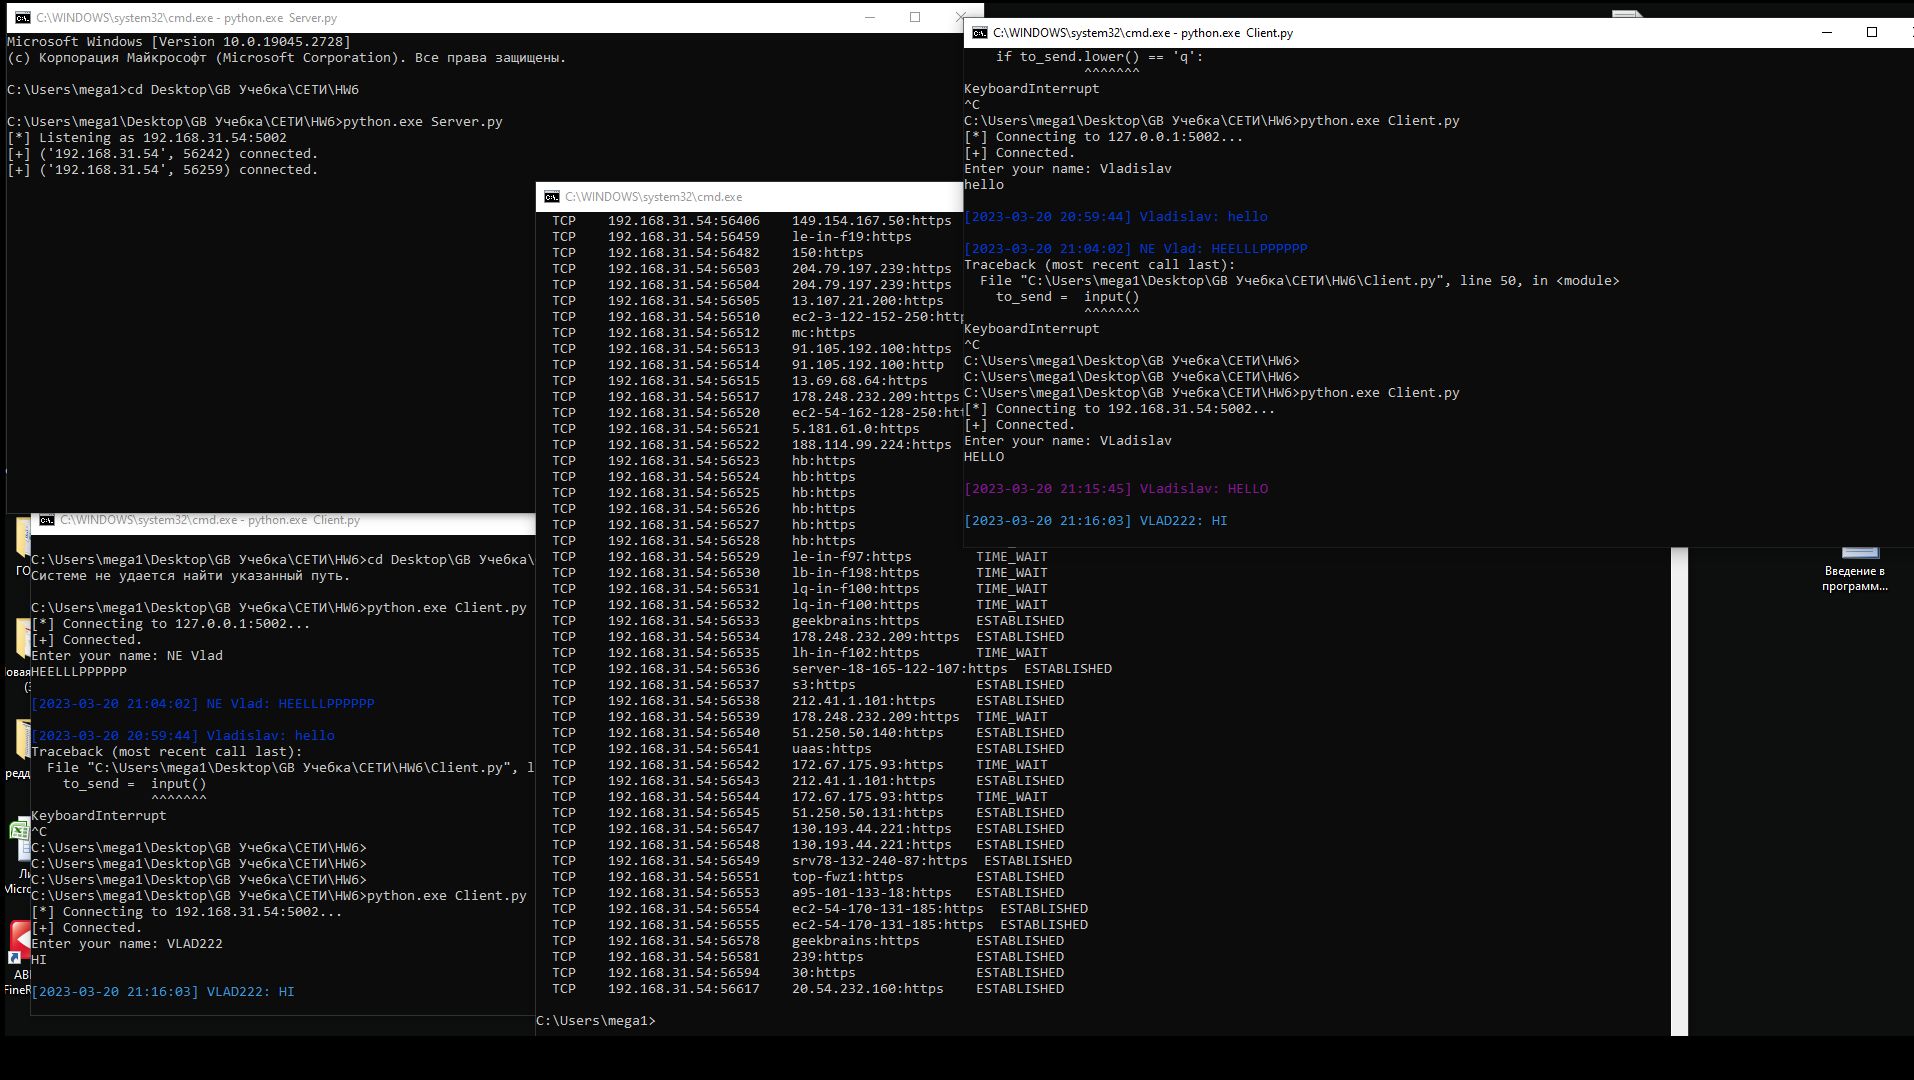 C:\WINDOWS\system32\cmd.exe - python.exe  Server.py
Microsoft Windows [Version 10.0.19045.2728]
(c) Корпорация Майкрософт (Microsoft Corporation). Все права защищены.
C:\Users\mega1>cd Desktop\GB Учебка\СЕТИ\HW6
C:\Users\mega1\Desktop\GB Учебка\СЕТИ\HW6>python.exe Server.py
[*] Listening as 192.168.31.54:5002
[+] ('192.168.31.54', 56242) connected.
[+] ('192.168.31.54', 56259) connected.
C:\WINDOWS\system32\cmd.exe - python.exe  Client.py
if to_send.lower() == 'q':
^^^^^^^
KeyboardInterrupt
^C
C:\Users\mega1\Desktop\GB Учебка\СЕТИ\HW6>python.exe Client.py
[*] Connecting to 127.0.0.1:5002...
[+] Connected.
Enter your name: Vladislav
hello
[2023-03-20 20:59:44] Vladislav: hello
[2023-03-20 21:04:02] NE Vlad: HEELLLPPPPPP
Traceback (most recent call last):
File "C:\Users\mega1\Desktop\GB Учебка\СЕТИ\HW6\Client.py", line 50, in <module>
to_send =  input()
^^^^^^^
KeyboardInterrupt
^C
C:\Users\mega1\Desktop\GB Учебка\СЕТИ\HW6>
C:\Users\mega1\Desktop\GB Учебка\СЕТИ\HW6>
C:\Users\mega1\Desktop\GB Учебка\СЕТИ\HW6>python.exe Client.py
[*] Connecting to 192.168.31.54:5002...
[+] Connected.
Enter your name: VLadislav
HELLO
[2023-03-20 21:15:45] VLadislav: HELLO
[2023-03-20 21:16:03] VLAD222: HI
C:\WINDOWS\system32\cmd.exe
TCP    192.168.31.54:56406    149.154.167.50:https
TCP    192.168.31.54:56459    le-in-f19:https
TCP    192.168.31.54:56482    150:https
TCP    192.168.31.54:56503    204.79.197.239:https
TCP    192.168.31.54:56504    204.79.197.239:https
TCP    192.168.31.54:56505    13.107.21.200:https
TCP    192.168.31.54:56510    ec2-3-122-152-250:http
TCP    192.168.31.54:56512    mc:https
TCP    192.168.31.54:56513    91.105.192.100:https
TCP    192.168.31.54:56514    91.105.192.100:http
TCP    192.168.31.54:56515    13.69.68.64:https
TCP    192.168.31.54:56517    178.248.232.209:https
TCP    192.168.31.54:56520    ec2-54-162-128-250:htt
TCP    192.168.31.54:56521    5.181.61.0:https
TCP    192.168.31.54:56522    188.114.99.224:https
TCP    192.168.31.54:56523    hb:https
TCP    192.168.31.54:56524    hb:https
TCP    192.168.31.54:56525    hb:https
TCP    192.168.31.54:56526    hb:https
TCP    192.168.31.54:56527    hb:https
TCP    192.168.31.54:56528    hb:https
TCP    192.168.31.54:56529    le-in-f97:https        TIME_WAIT
TCP    192.168.31.54:56530    lb-in-f198:https       TIME_WAIT
TCP    192.168.31.54:56531    lq-in-f100:https       TIME_WAIT
TCP    192.168.31.54:56532    lq-in-f100:https       TIME_WAIT
TCP    192.168.31.54:56533    geekbrains:https       ESTABLISHED
TCP    192.168.31.54:56534    178.248.232.209:https  ESTABLISHED
TCP    192.168.31.54:56535    lh-in-f102:https       TIME_WAIT
TCP    192.168.31.54:56536    server-18-165-122-107:https  ESTABLISHED
TCP    192.168.31.54:56537    s3:https               ESTABLISHED
TCP    192.168.31.54:56538    212.41.1.101:https     ESTABLISHED
TCP    192.168.31.54:56539    178.248.232.209:https  TIME_WAIT
TCP    192.168.31.54:56540    51.250.50.140:https    ESTABLISHED
TCP    192.168.31.54:56541    uaas:https             ESTABLISHED
TCP    192.168.31.54:56542    172.67.175.93:https    TIME_WAIT
TCP    192.168.31.54:56543    212.41.1.101:https     ESTABLISHED
TCP    192.168.31.54:56544    172.67.175.93:https    TIME_WAIT
TCP    192.168.31.54:56545    51.250.50.131:https    ESTABLISHED
TCP    192.168.31.54:56547    130.193.44.221:https   ESTABLISHED
TCP    192.168.31.54:56548    130.193.44.221:https   ESTABLISHED
TCP    192.168.31.54:56549    srv78-132-240-87:https  ESTABLISHED
TCP    192.168.31.54:56551    top-fwz1:https         ESTABLISHED
TCP    192.168.31.54:56553    a95-101-133-18:https   ESTABLISHED
TCP    192.168.31.54:56554    ec2-54-170-131-185:https  ESTABLISHED
TCP    192.168.31.54:56555    ec2-54-170-131-185:https  ESTABLISHED
TCP    192.168.31.54:56578    geekbrains:https       ESTABLISHED
TCP    192.168.31.54:56581    239:https              ESTABLISHED
TCP    192.168.31.54:56594    30:https               ESTABLISHED
TCP    192.168.31.54:56617    20.54.232.160:https    ESTABLISHED
C:\Users\mega1>
C:\WINDOWS\system32\cmd.exe - python.exe  Client.py
C:\Users\mega1\Desktop\GB Учебка\СЕТИ\HW6>cd Desktop\GB Учебка\
Системе не удается найти указанный путь.
C:\Users\mega1\Desktop\GB Учебка\СЕТИ\HW6>python.exe Client.py
[*] Connecting to 127.0.0.1:5002...
[+] Connected.
Enter your name: NE Vlad
HEELLLPPPPPP
[2023-03-20 21:04:02] NE Vlad: HEELLLPPPPPP
[2023-03-20 20:59:44] Vladislav: hello
Traceback (most recent call last):
File "C:\Users\mega1\Desktop\GB Учебка\СЕТИ\HW6\Client.py", l
to_send =  input()
^^^^^^^
KeyboardInterrupt
^C
C:\Users\mega1\Desktop\GB Учебка\СЕТИ\HW6>
C:\Users\mega1\Desktop\GB Учебка\СЕТИ\HW6>
C:\Users\mega1\Desktop\GB Учебка\СЕТИ\HW6>
C:\Users\mega1\Desktop\GB Учебка\СЕТИ\HW6>python.exe Client.py
[*] Connecting to 192.168.31.54:5002...
[+] Connected.
Enter your name: VLAD222
HI
[2023-03-20 21:16:03] VLAD222: HI
Введение в
программ...